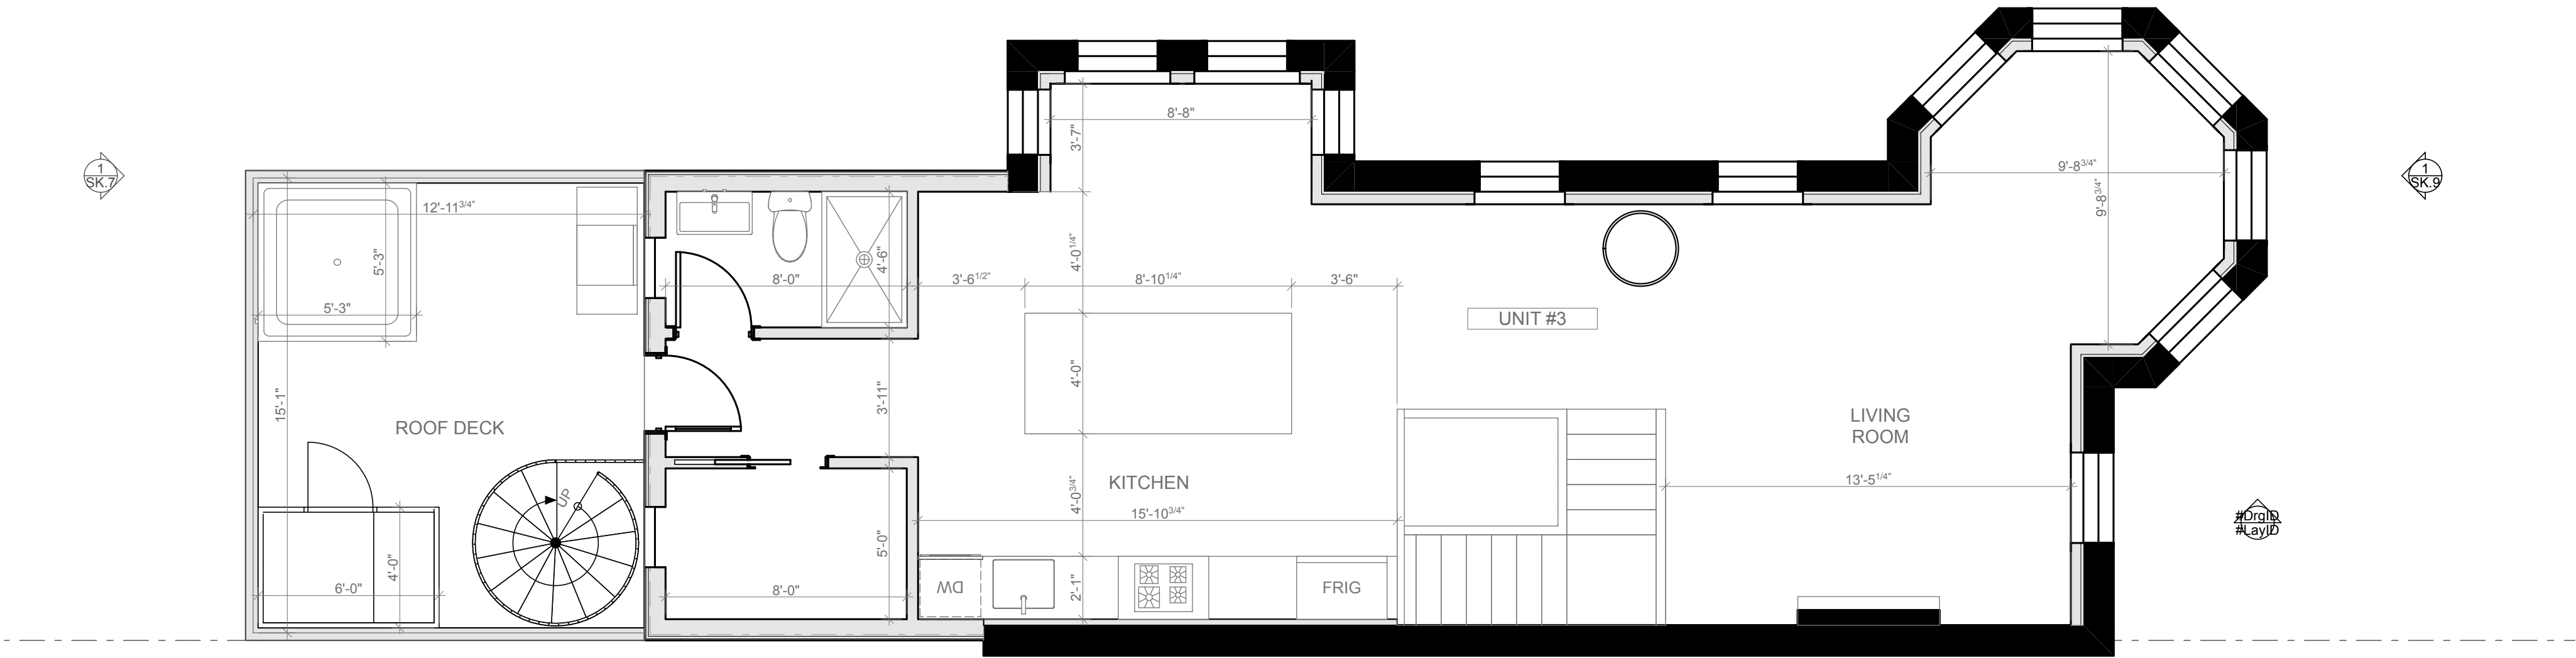 1
SK.7
12'-11 3/4"
5'-3"
5'-3"
15'-1"
ROOF DECK
UP
6'-0"
4'-0"
8'-0"
4'-6"
3'-11"
5'-0"
8'-0"
3'-7"
8'-8"
4'-0 1/4"
3'-6 1/2"
8'-10 1/4"
3'-6"
4'-0"
KITCHEN
4'-0 3/4"
15'-10 3/4"
2'-1"
DW
FRIG
UNIT #3
LIVING
ROOM
13'-5 1/4"
9'-8 3/4"
9'-8 3/4"
1
SK.9
#DrgID
#LayID